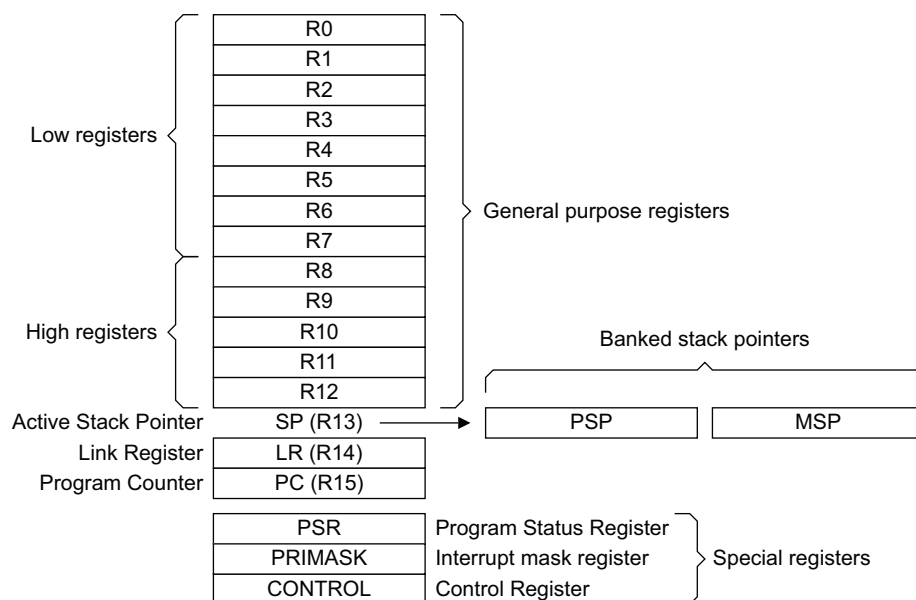 R0
R1
R2
R3
Low registers
R4
R5
R6
General purpose registers
R7
R8
R9
High registers
R10
Banked stack pointers
R11
R12
Active Stack Pointer SP (R13) PSP MSP
Link Register LR (R14)
Program Counter PC (R15)
PSR Program Status Register
PRIMASK Interrupt mask register Special registers
CONTROL Control Register